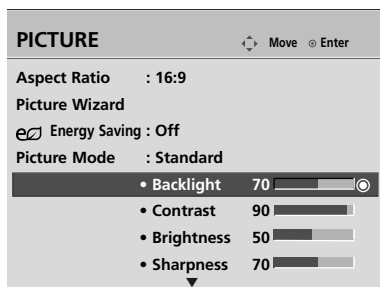 PICTURE Move Enter
Aspect Ratio : 16:9
Picture Wizard
Energy Saving : Off
Picture Mode : Standard
• Backlight 70
• Contrast 90
• Brightness 50
• Sharpness 70